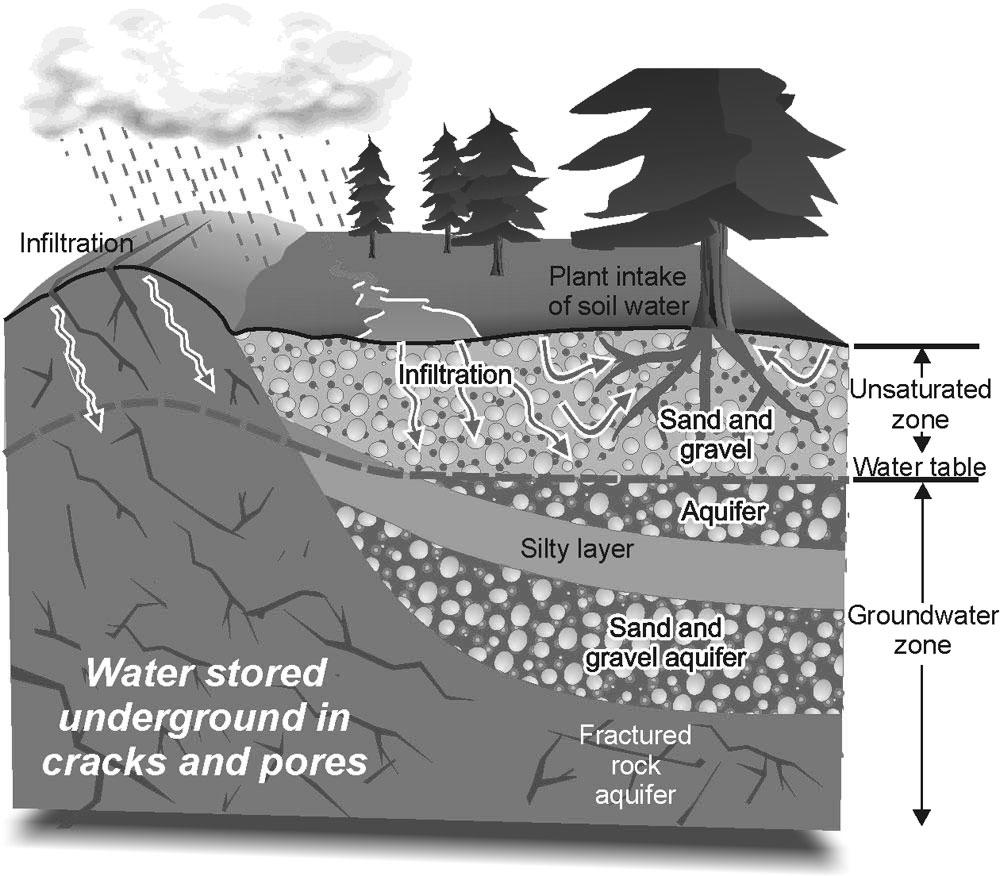 Infiltration
Plant intake
of soil water
Infiltration
Sand and
gravel
Unsaturated
zone
Water table
Aquifer
Silty layer
Groundwater
zone
Sand and
gravel aquifer
Water stored
underground in
cracks and pores
Fractured
rock
aquifer